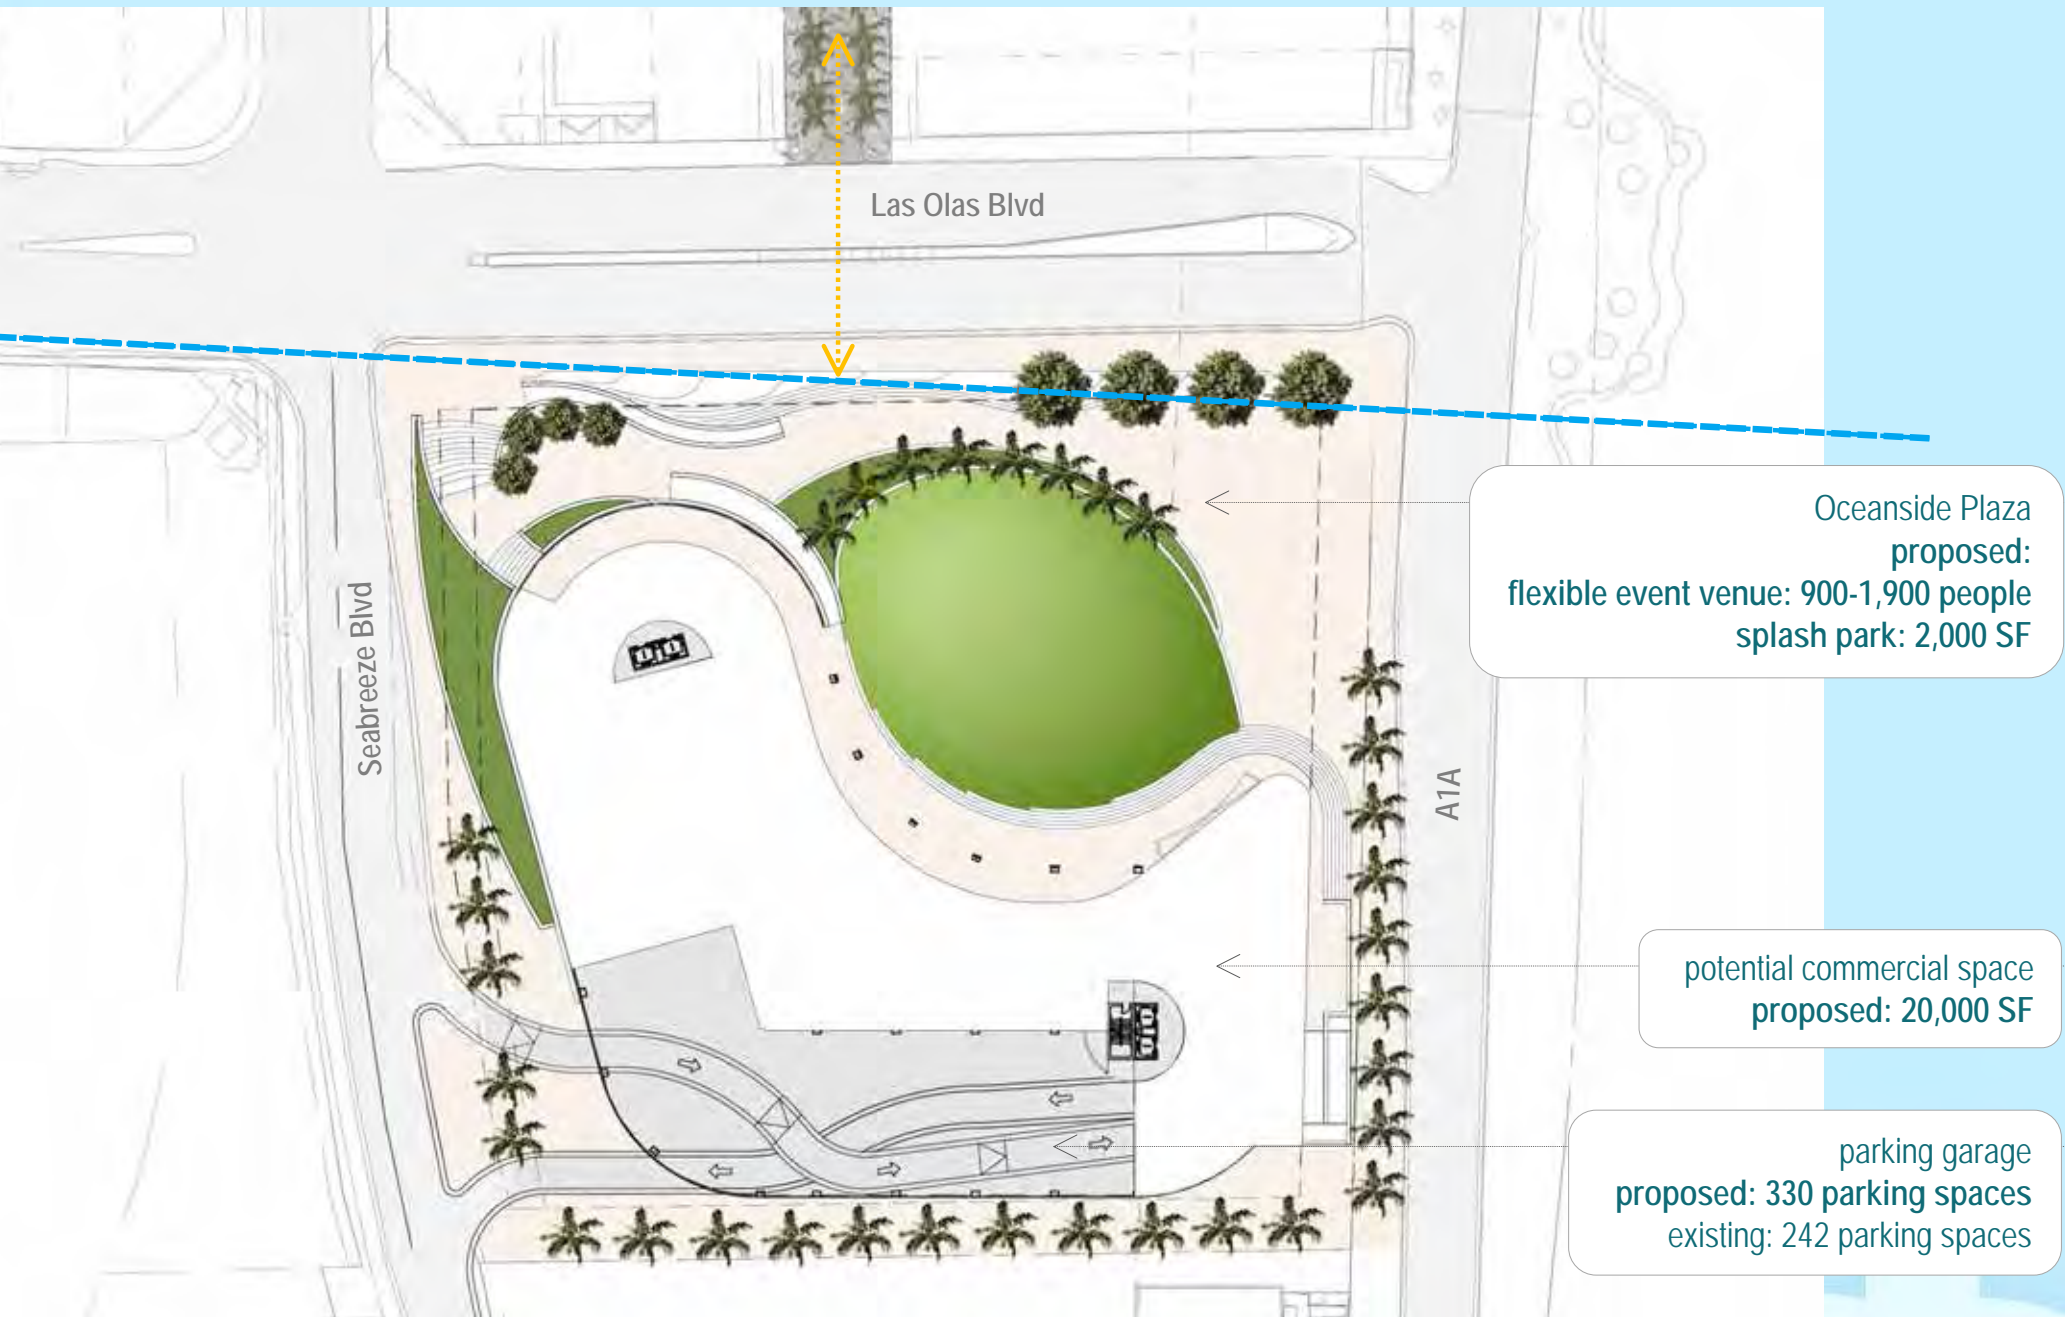 Las Olas Blvd
Oceanside Plaza
proposed:
flexible event venue: 900-1,900 people
splash park: 2,000 SF
Seabreeze Blvd
A1A
potential commercial space
proposed: 20,000 SF
parking garage
proposed: 330 parking spaces
existing: 242 parking spaces